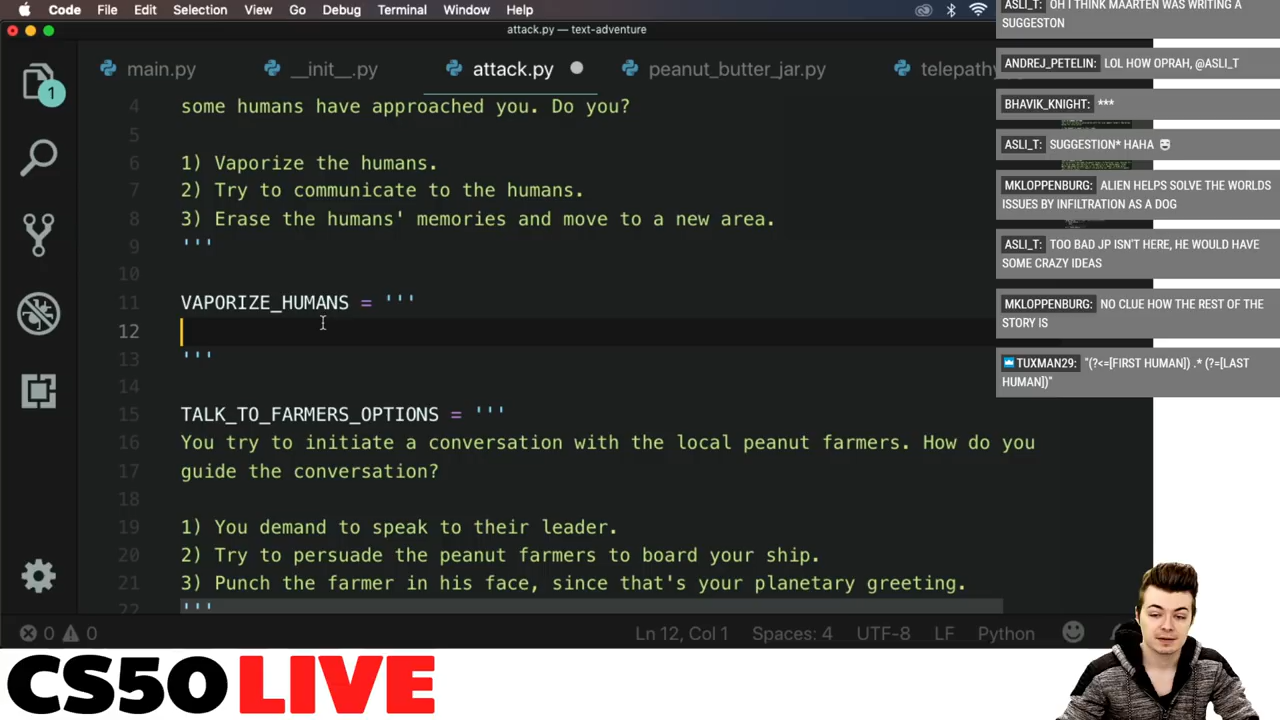 Code File Edit Selection View Go Debug Terminal Window Help
attack.py — text-adventure
main.py __init__.py attack.py peanut_butter_jar.py telepathy
1
4 some humans have approached you. Do you?
5
6 1) Vaporize the humans.
7 2) Try to communicate to the humans.
8 3) Erase the humans' memories and move to a new area.
9 '''
10
11 VAPORIZE_HUMANS = '''
12
13 '''
14
15 TALK_TO_FARMERS_OPTIONS = '''
16 You try to initiate a conversation with the local peanut farmers. How do you
17 guide the conversation?
18
19 1) You demand to speak to their leader.
20 2) Try to persuade the peanut farmers to board your ship.
21 3) Punch the farmer in his face, since that's your planetary greeting.
22 '''
0 0 Ln 12, Col 1 Spaces: 4 UTF-8 LF Python
ASLI_T: OH I THINK MAARTEN WAS WRITING A
SUGGESTON
ANDREJ_PETELIN: LOL HOW OPRAH, @ASLI_T
BHAVIK_KNIGHT: ***
ASLI_T: SUGGESTION* HAHA
MKLOPPENBURG: ALIEN HELPS SOLVE THE WORLDS
ISSUES BY INFILTRATION AS A DOG
ASLI_T: TOO BAD JP ISN'T HERE, HE WOULD HAVE
SOME CRAZY IDEAS
MKLOPPENBURG: NO CLUE HOW THE REST OF THE
STORY IS
TUXMAN29: "(?<=[FIRST HUMAN]) .* (?=[LAST
HUMAN])"
CS50 LIVE